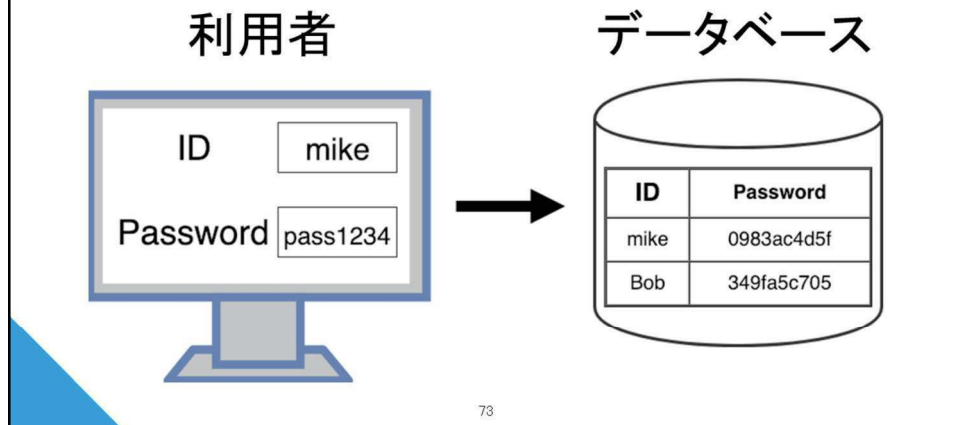 利用者
データベース
ID mike
Password pass1234
ID Password
mike 0983ac4d5f
Bob 349fa5c705
73